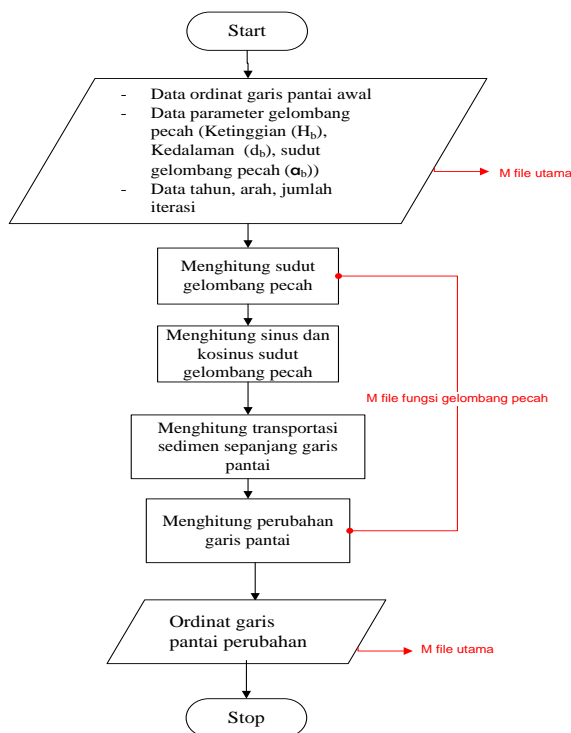 Start
- Data ordinat garis pantai awal
- Data parameter gelombang
pecah (Ketinggian (Hb),
Kedalaman (db), sudut
gelombang pecah (αb))
- Data tahun, arah, jumlah
iterasi
M file utama
Menghitung sudut
gelombang pecah
Menghitung sinus dan
kosinus sudut
gelombang pecah
M file fungsi gelombang pecah
Menghitung transportasi
sedimen sepanjang garis
pantai
Menghitung perubahan
garis pantai
Ordinat garis
pantai perubahan
M file utama
Stop